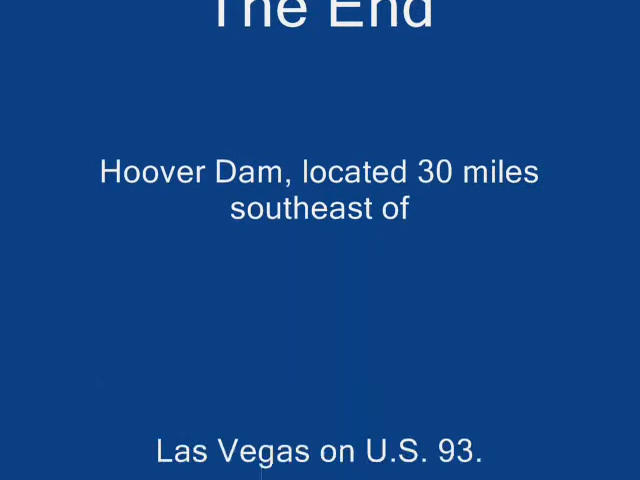 The End
Hoover Dam, located 30 miles
southeast of
Las Vegas on U.S. 93.